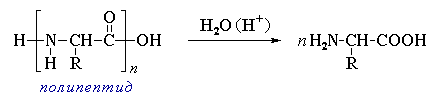 O
H N CH C OH H₂O (H⁺) n H₂N—CH—COOH
H R n R
полипептид